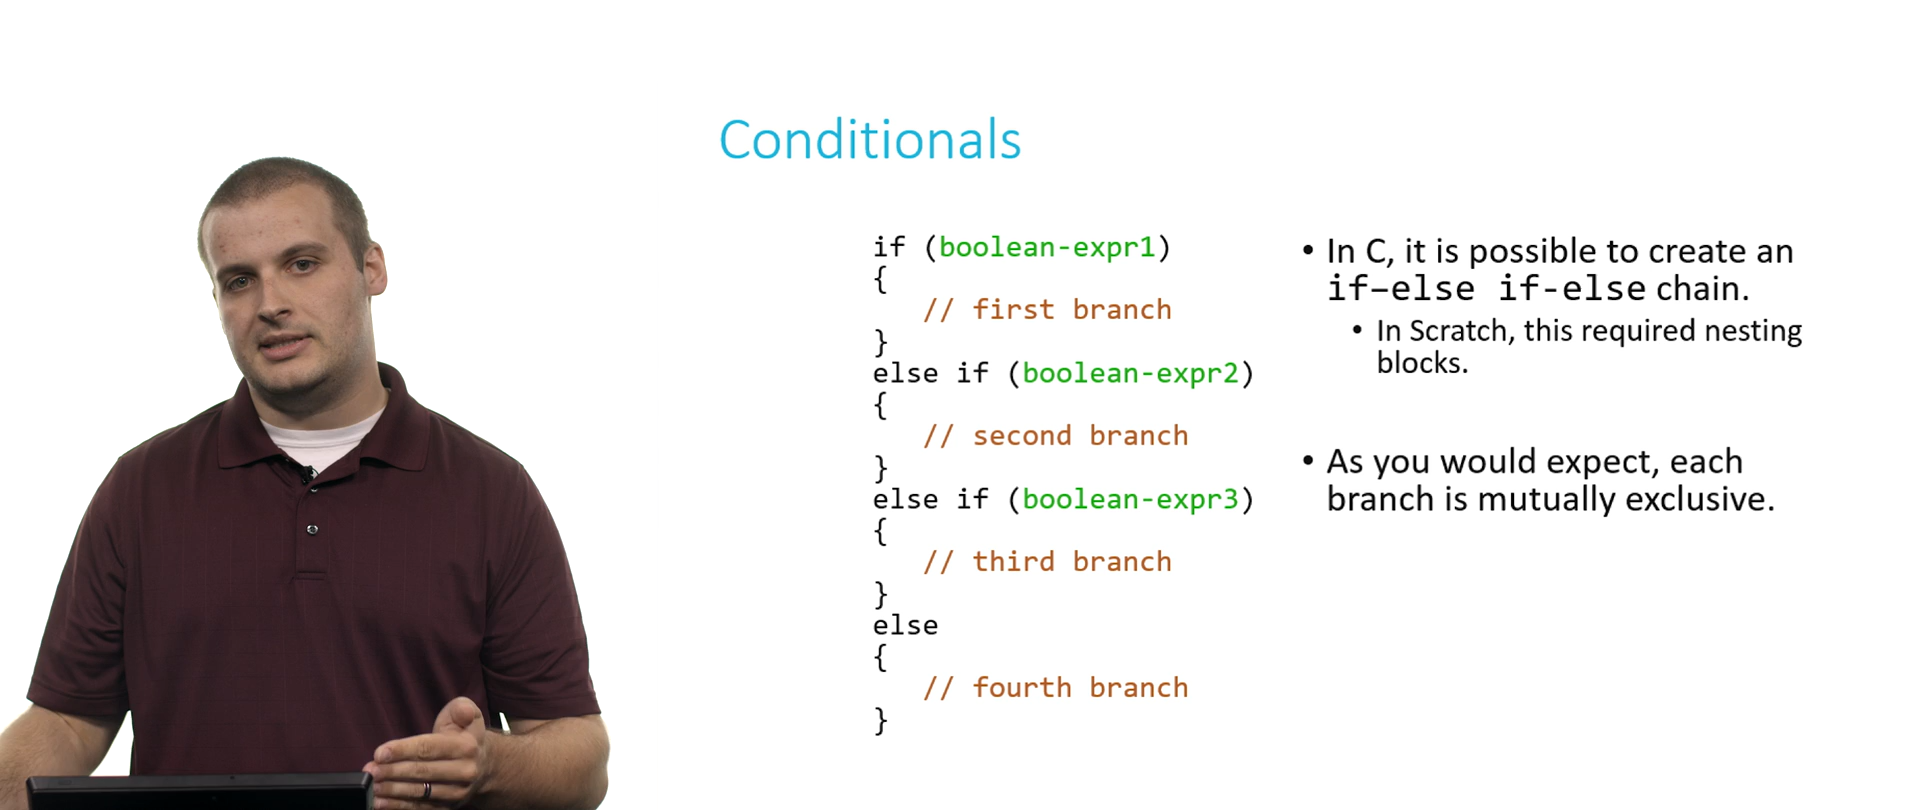 Conditionals
if (boolean-expr1)
{
// first branch
}
else if (boolean-expr2)
{
// second branch
}
else if (boolean-expr3)
{
// third branch
}
else
{
// fourth branch
}
• In C, it is possible to create an
if–else if-else chain.
• In Scratch, this required nesting
blocks.
• As you would expect, each
branch is mutually exclusive.